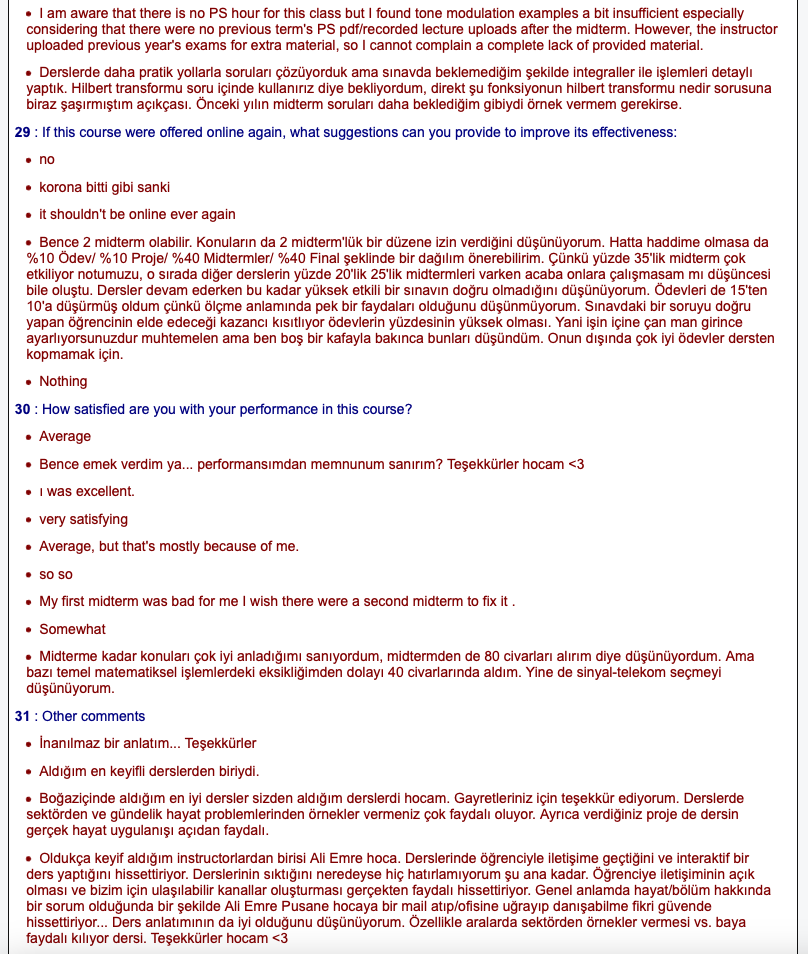 • I am aware that there is no PS hour for this class but I found tone modulation examples a bit insufficient especially
considering that there were no previous term's PS pdf/recorded lecture uploads after the midterm. However, the instructor
uploaded previous year's exams for extra material, so I cannot complain a complete lack of provided material.
• Derslerde daha pratik yollarla soruları çözüyorduk ama sınavda beklemediğim şekilde integraller ile işlemleri detaylı
yaptık. Hilbert transformu soru içinde kullanırız diye bekliyordum, direkt şu fonksiyonun hilbert transformu nedir sorusuna
biraz şaşırmıştım açıkçası. Önceki yılın midterm soruları daha beklediğim gibiydi örnek vermem gerekirse.
29 : If this course were offered online again, what suggestions can you provide to improve its effectiveness:
• no
• korona bitti gibi sanki
• it shouldn't be online ever again
• Bence 2 midterm olabilir. Konuların da 2 midterm'lük bir düzene izin verdiğini düşünüyorum. Hatta haddime olmasa da
%10 Ödev/ %10 Proje/ %40 Midtermler/ %40 Final şeklinde bir dağılım önerebilirim. Çünkü yüzde 35'lik midterm çok
etkiliyor notumuzu, o sırada diğer derslerin yüzde 20'lik 25'lik midtermleri varken acaba onlara çalışmasam mı düşüncesi
bile oluştu. Dersler devam ederken bu kadar yüksek etkili bir sınavın doğru olmadığını düşünüyorum. Ödevleri de 15'ten
10'a düşürmüş oldum çünkü ölçme anlamında pek bir faydaları olduğunu düşünmüyorum. Sınavdaki bir soruyu doğru
yapan öğrencinin elde edeceği kazancı kısıtlıyor ödevlerin yüzdesinin yüksek olması. Yani işin içine çan man girince
ayarlıyorsunuzdur muhtemelen ama ben boş bir kafayla bakınca bunları düşündüm. Onun dışında çok iyi ödevler dersten
kopmamak için.
• Nothing
30 : How satisfied are you with your performance in this course?
• Average
• Bence emek verdim ya... performansımdan memnunum sanırım? Teşekkürler hocam <3
• ı was excellent.
• very satisfying
• Average, but that's mostly because of me.
• so so
• My first midterm was bad for me I wish there were a second midterm to fix it .
• Somewhat
• Midterme kadar konuları çok iyi anladığımı sanıyordum, midtermden de 80 civarları alırım diye düşünüyordum. Ama
bazı temel matematiksel işlemlerdeki eksikliğimden dolayı 40 civarlarında aldım. Yine de sinyal-telekom seçmeyi
düşünüyorum.
31 : Other comments
• İnanılmaz bir anlatım... Teşekkürler
• Aldığım en keyifli derslerden biriydi.
• Boğaziçinde aldığım en iyi dersler sizden aldığım derslerdi hocam. Gayretleriniz için teşekkür ediyorum. Derslerde
sektörden ve gündelik hayat problemlerinden örnekler vermeniz çok faydalı oluyor. Ayrıca verdiğiniz proje de dersin
gerçek hayat uygulanışı açıdan faydalı.
• Oldukça keyif aldığım instructorlardan birisi Ali Emre hoca. Derslerinde öğrenciyle iletişime geçtiğini ve interaktif bir
ders yaptığını hissettiriyor. Derslerinin sıktığını neredeyse hiç hatırlamıyorum şu ana kadar. Öğrenciye iletişiminin açık
olması ve bizim için ulaşılabilir kanallar oluşturması gerçekten faydalı hissettiriyor. Genel anlamda hayat/bölüm hakkında
bir sorum olduğunda bir şekilde Ali Emre Pusane hocaya bir mail atıp/ofisine uğrayıp danışabilme fikri güvende
hissettiriyor... Ders anlatımının da iyi olduğunu düşünüyorum. Özellikle aralarda sektörden örnekler vermesi vs. baya
faydalı kılıyor dersi. Teşekkürler hocam <3